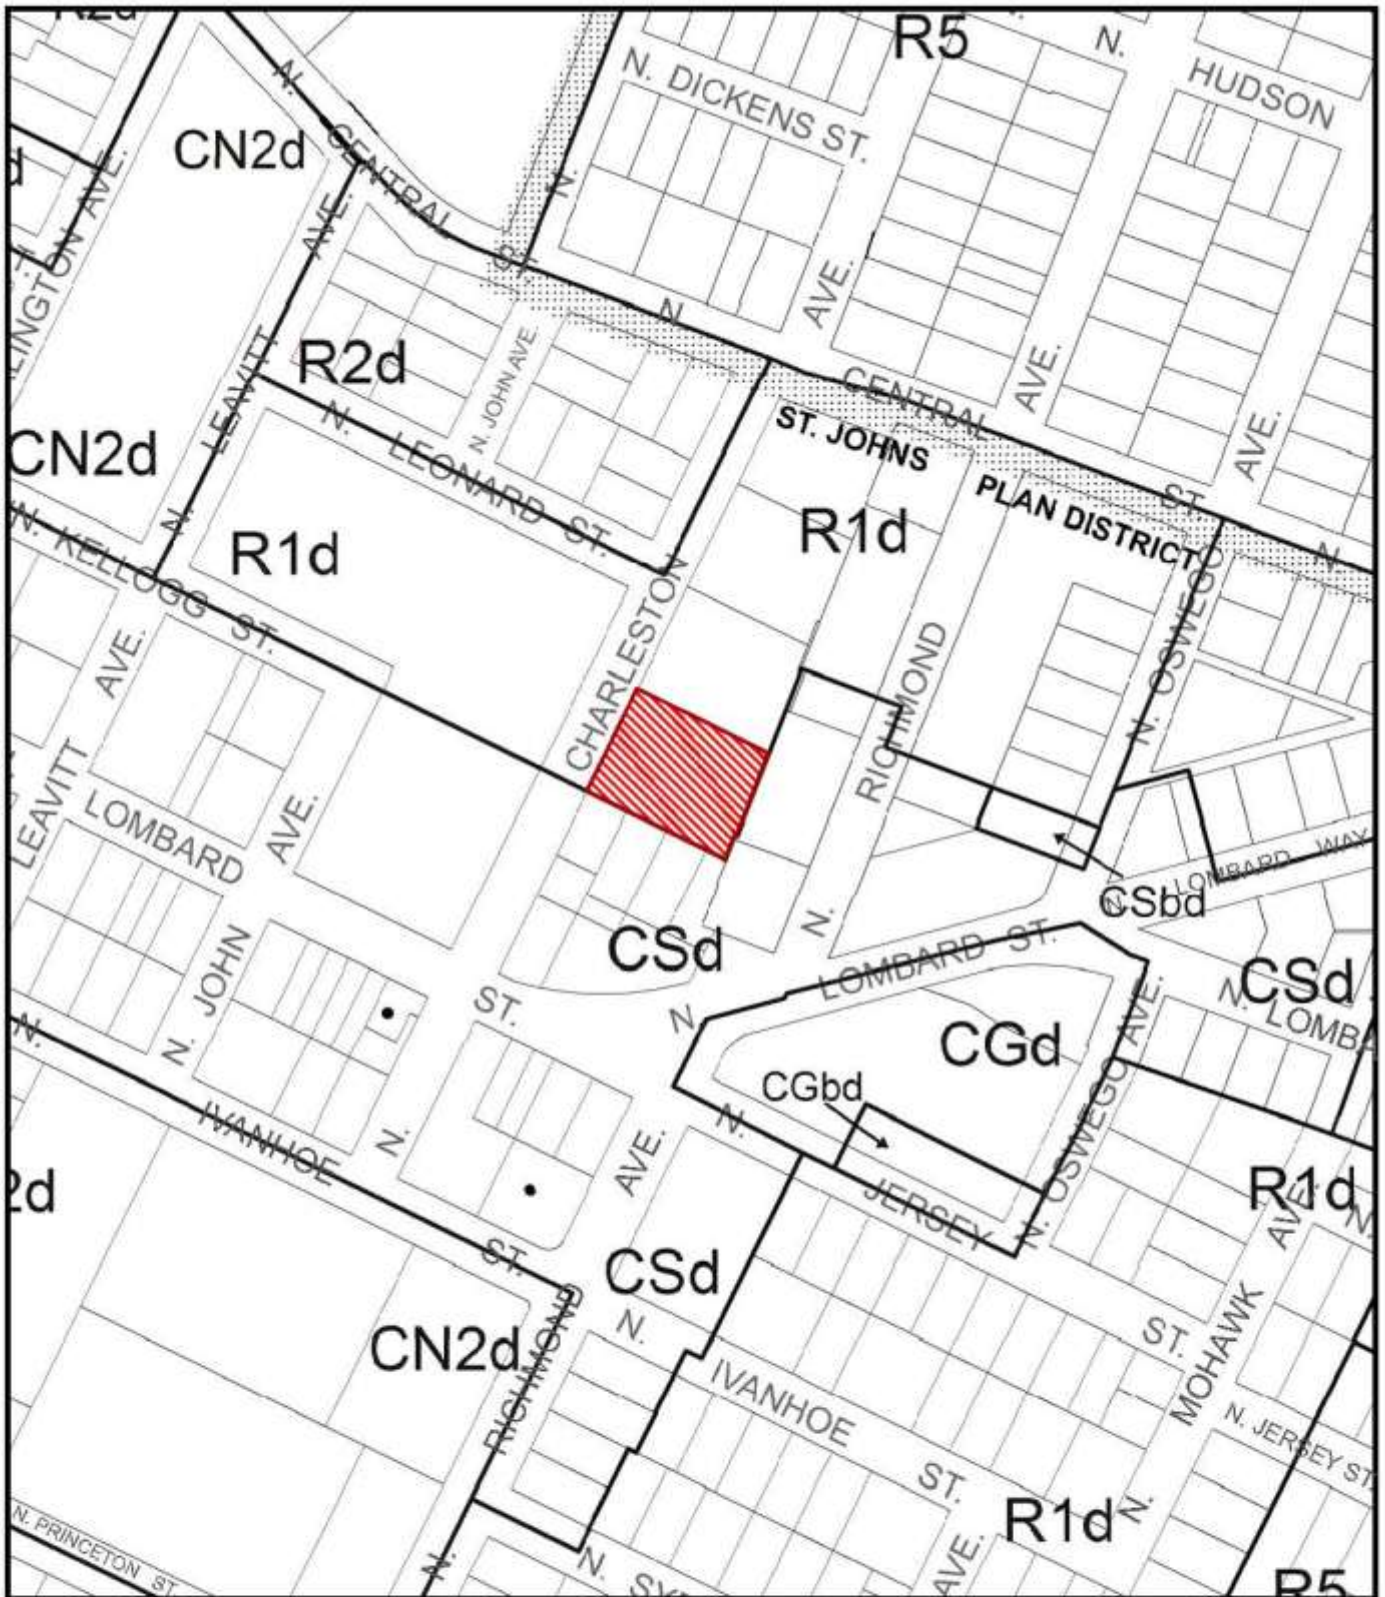 R5
N.
N. DICKENS ST.
HUDSON
N.
CENTRAL
ST.
CN2d
AVE.
N.
AVE.
R2d
N. JOHN AVE.
N.
CENTRAL
ST.
N.
AVE.
AVE.
ST. JOHNS
PLAN DISTRICT
CN2d
LEAVITT
N.
N. LEONARD ST.
R1d
R1d
N. KELLOGG ST.
CHARLESTON
RICHMOND
N.
N. OSWEGO
LEAVITT
AVE.
LOMBARD
AVE.
N. JOHN
ST.
N
LOMBARD ST.
N. LOMBARD WAY
CSbd
CSd
CSd
CGd
CGbd
N.
N.
N.
IVANHOE
ST.
AVE.
N.
JERSEY
ST.
N. OSWEGO AVE.
R1d
2d
CSd
CN2d
RICHMOND
N.
N.
IVANHOE
ST.
MOHAWK
AVE.
N.
N. JERSEY ST.
R1d
AVE.
N. PRINCETON ST.
N.
R5